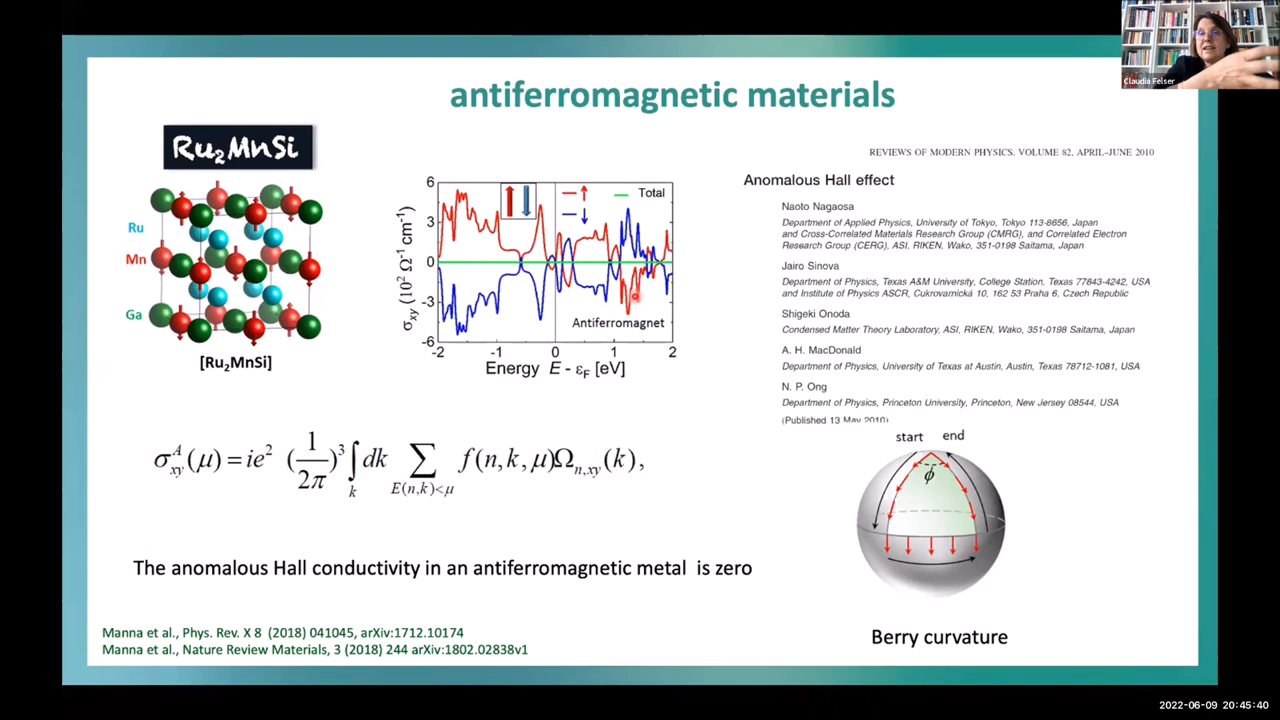 antiferromagnetic materials
Claudia Felser
Ru₂MnSi
Ru
Mn
Ga
[Ru₂MnSi]
6
3
0
-3
-6
σxy (10² Ω⁻¹ cm⁻¹)
Total
Antiferromagnet
-2 -1 0 1 2
Energy E - εF [eV]
REVIEWS OF MODERN PHYSICS, VOLUME 82, APRIL–JUNE 2010
Anomalous Hall effect
Naoto Nagaosa
Department of Applied Physics, University of Tokyo, Tokyo 113-8656, Japan
and Cross-Correlated Materials Research Group (CMRG), and Correlated Electron
Research Group (CERG), ASI, RIKEN, Wako, 351-0198 Saitama, Japan
Jairo Sinova
Department of Physics, Texas A&M University, College Station, Texas 77843-4242, USA
and Institute of Physics ASCR, Cukrovarnická 10, 162 53 Praha 6, Czech Republic
Shigeki Onoda
Condensed Matter Theory Laboratory, ASI, RIKEN, Wako, 351-0198 Saitama, Japan
A. H. MacDonald
Department of Physics, University of Texas at Austin, Austin, Texas 78712-1081, USA
N. P. Ong
Department of Physics, Princeton University, Princeton, New Jersey 08544, USA
(Published 13 May 2010)
σᴬxy(μ) = ie² (1/2π)³ ∫k dk ∑E(n,k)<μ f(n,k,μ)Ωn,xy(k),
start end
ϕ
The anomalous Hall conductivity in an antiferromagnetic metal is zero
Berry curvature
Manna et al., Phys. Rev. X 8 (2018) 041045, arXiv:1712.10174
Manna et al., Nature Review Materials, 3 (2018) 244 arXiv:1802.02838v1
2022-06-09 20:45:40